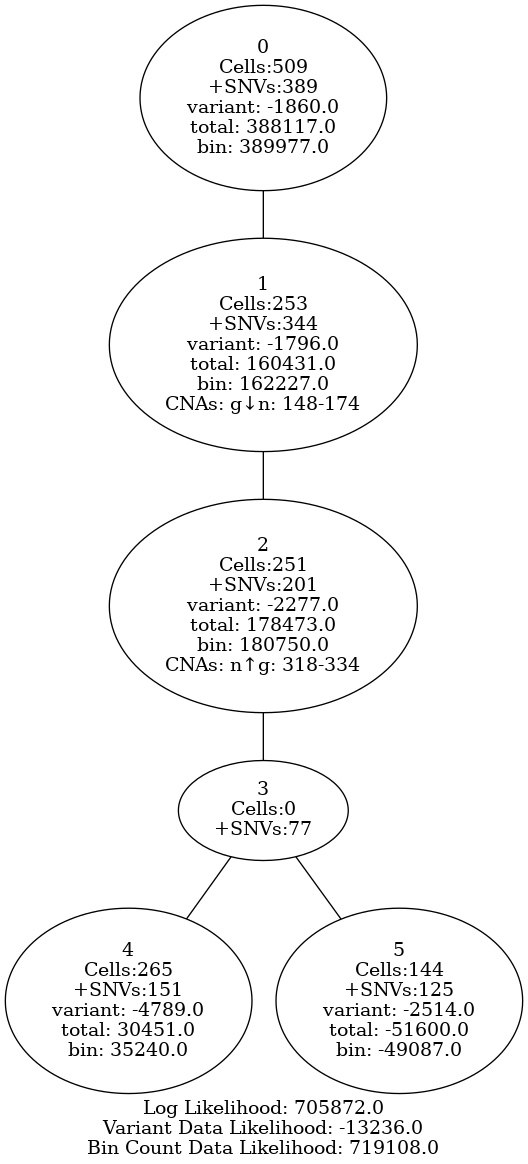 0
Cells:509
+SNVs:389
variant: -1860.0
total: 388117.0
bin: 389977.0
1
Cells:253
+SNVs:344
variant: -1796.0
total: 160431.0
bin: 162227.0
CNAs: g↓n: 148-174
2
Cells:251
+SNVs:201
variant: -2277.0
total: 178473.0
bin: 180750.0
CNAs: n↑g: 318-334
3
Cells:0
+SNVs:77
4
Cells:265
+SNVs:151
variant: -4789.0
total: 30451.0
bin: 35240.0
5
Cells:144
+SNVs:125
variant: -2514.0
total: -51600.0
bin: -49087.0
Log Likelihood: 705872.0
Variant Data Likelihood: -13236.0
Bin Count Data Likelihood: 719108.0